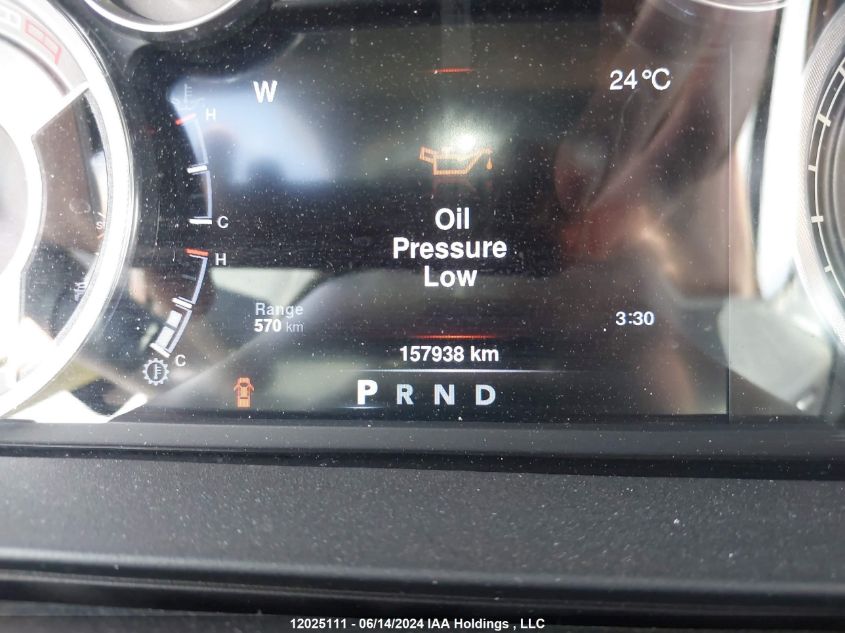 W
24°C
H
Oil
C
Pressure
H
Low
Range
570 km
3:30
C
157938 km
P R N D
12025111 - 06/14/2024 IAA Holdings , LLC